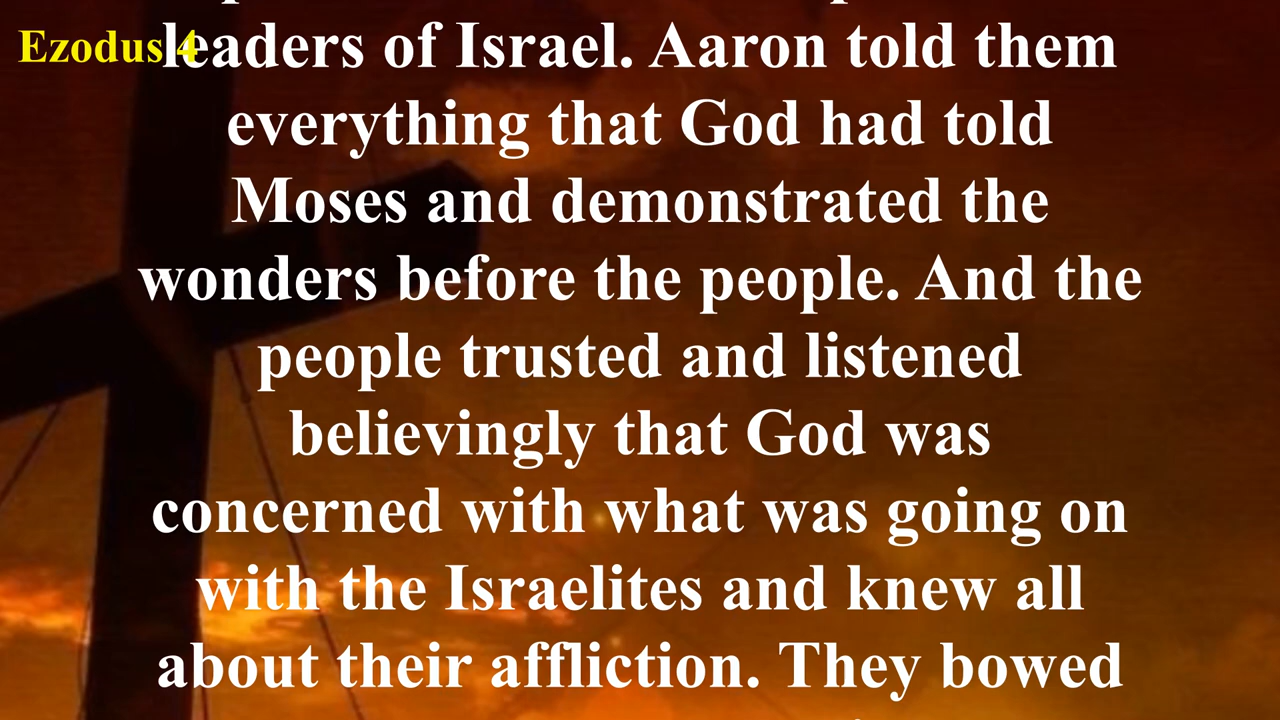 Ezodus 4
leaders of Israel. Aaron told them
everything that God had told
Moses and demonstrated the
wonders before the people. And the
people trusted and listened
believingly that God was
concerned with what was going on
with the Israelites and knew all
about their affliction. They bowed